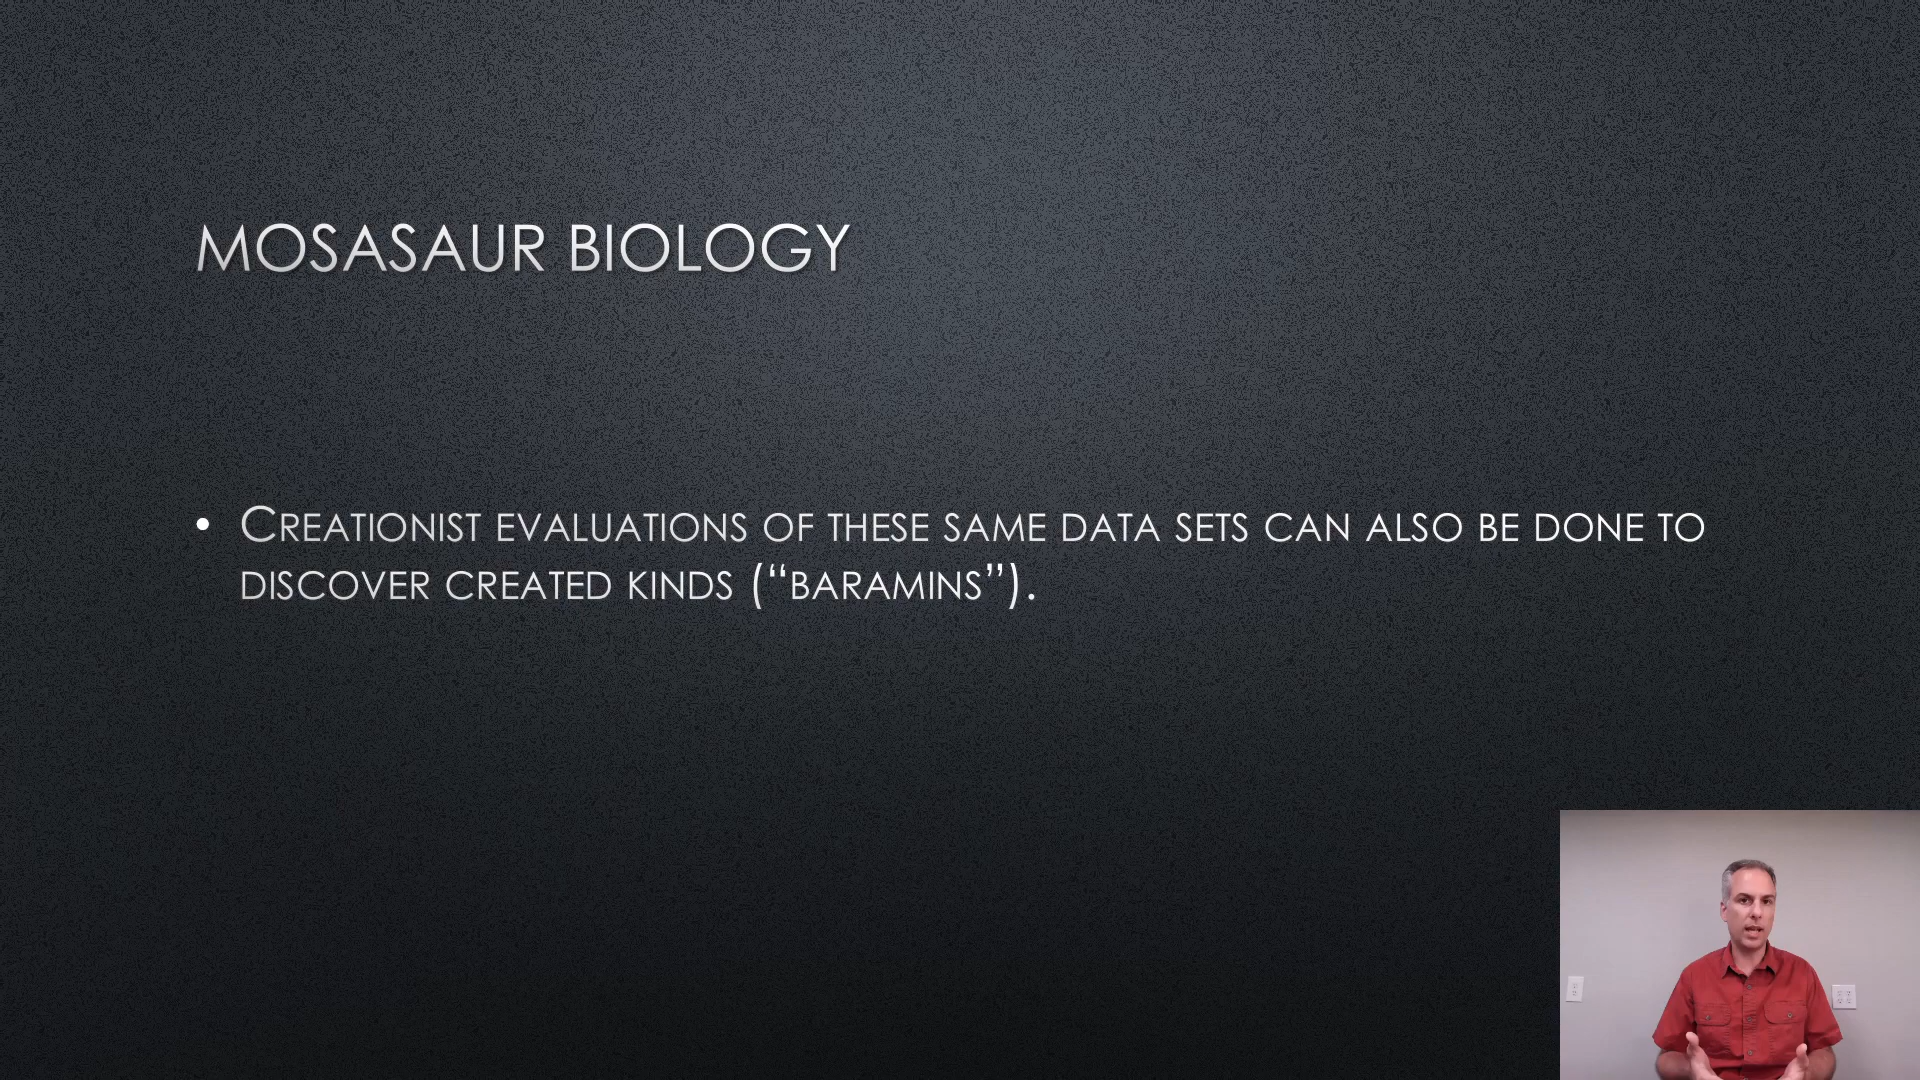 MOSASAUR BIOLOGY
• CREATIONIST EVALUATIONS OF THESE SAME DATA SETS CAN ALSO BE DONE TO
DISCOVER CREATED KINDS (“BARAMINS”).